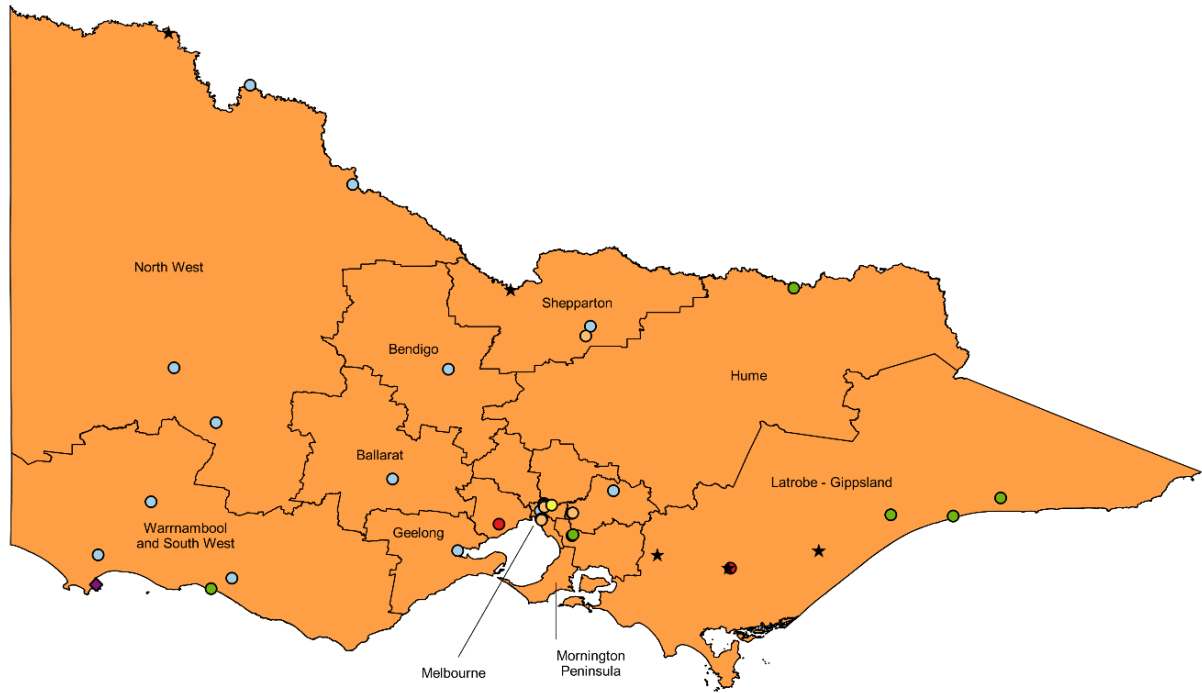 North West
Shepparton
Bendigo
Hume
Ballarat
Latrobe - Gippsland
Warrnambool
and South West
Geelong
Melbourne
Mornington
Peninsula